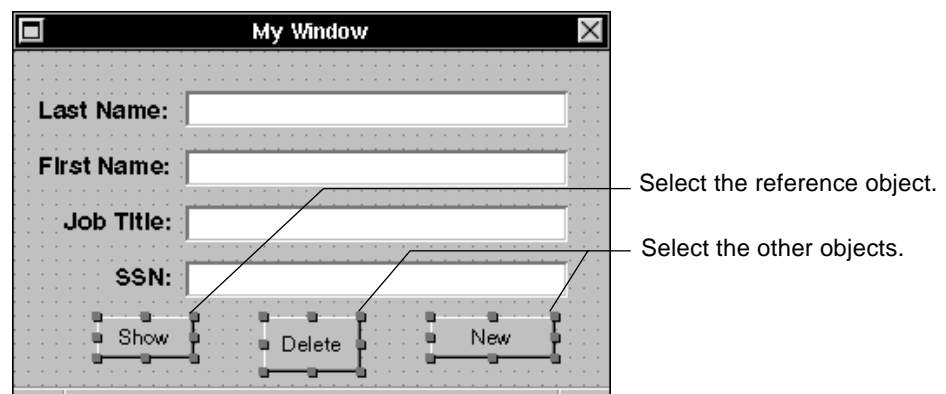 My Window
Last Name:
First Name:
Select the reference object.
Job Title:
Select the other objects.
SSN:
Show
Delete
New